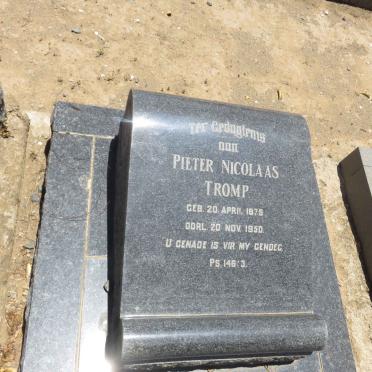 Ter Gedagtenis
aan
PIETER NICOLAAS
TROMP.
GEB. 20 APRIL 1876
OORL. 20 NOV. 1950.
U GENADE IS VIR MY GENOEG.
PS. 146:3.